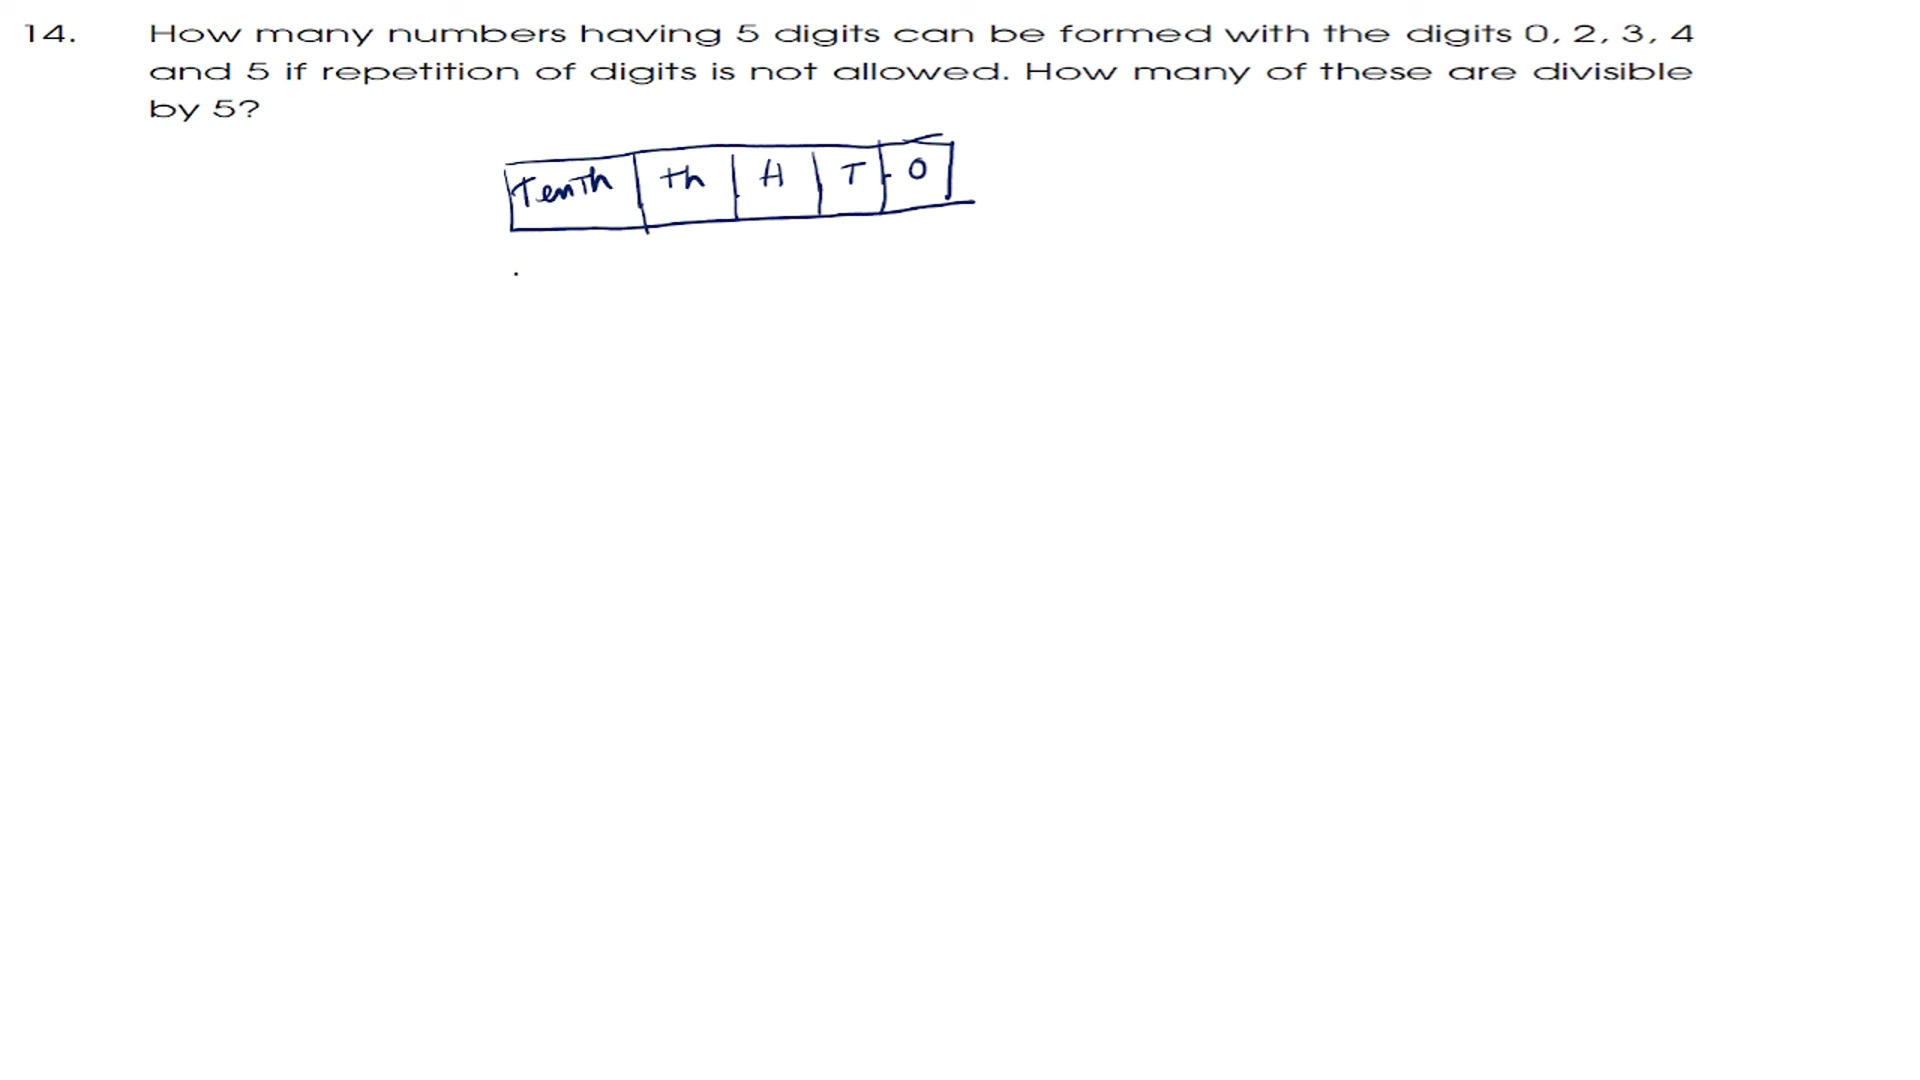 14. How many numbers having 5 digits can be formed with the digits 0, 2, 3, 4
and 5 if repetition of digits is not allowed. How many of these are divisible
by 5?
TenTh th H T O